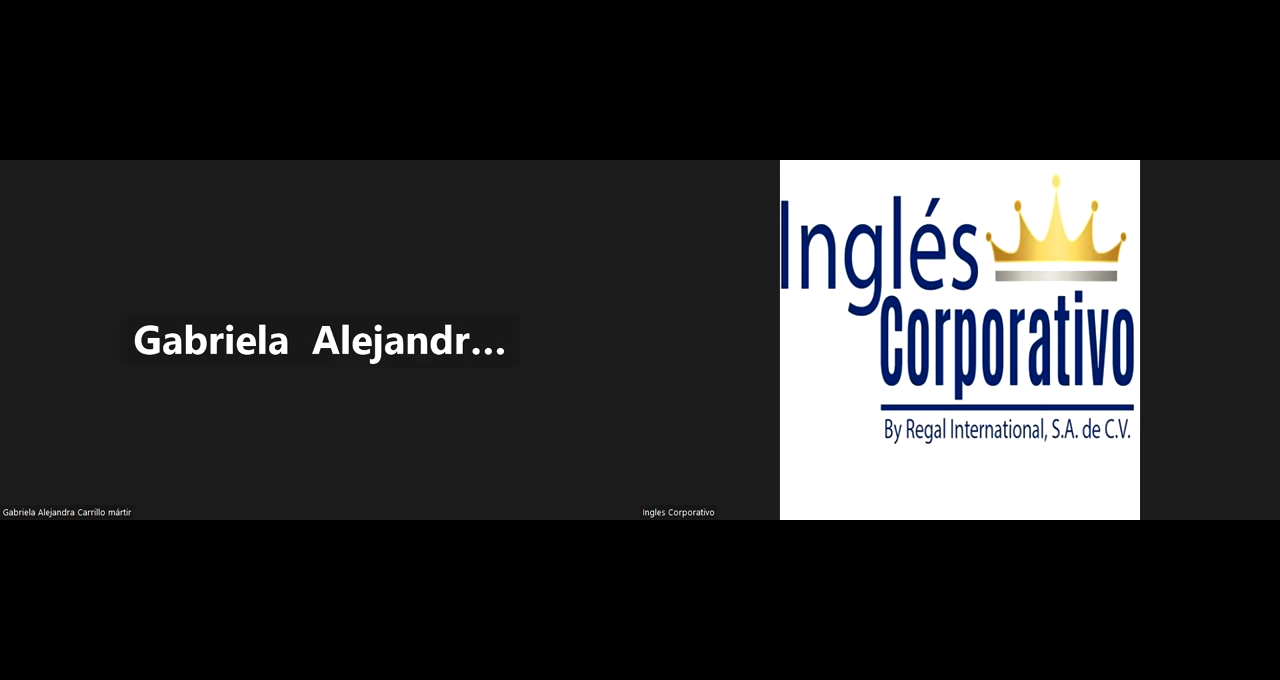 Gabriela Alejandr...
Gabriela Alejandra Carrillo mártir
Inglés
Corporativo
By Regal International, S.A. de C.V.
Ingles Corporativo